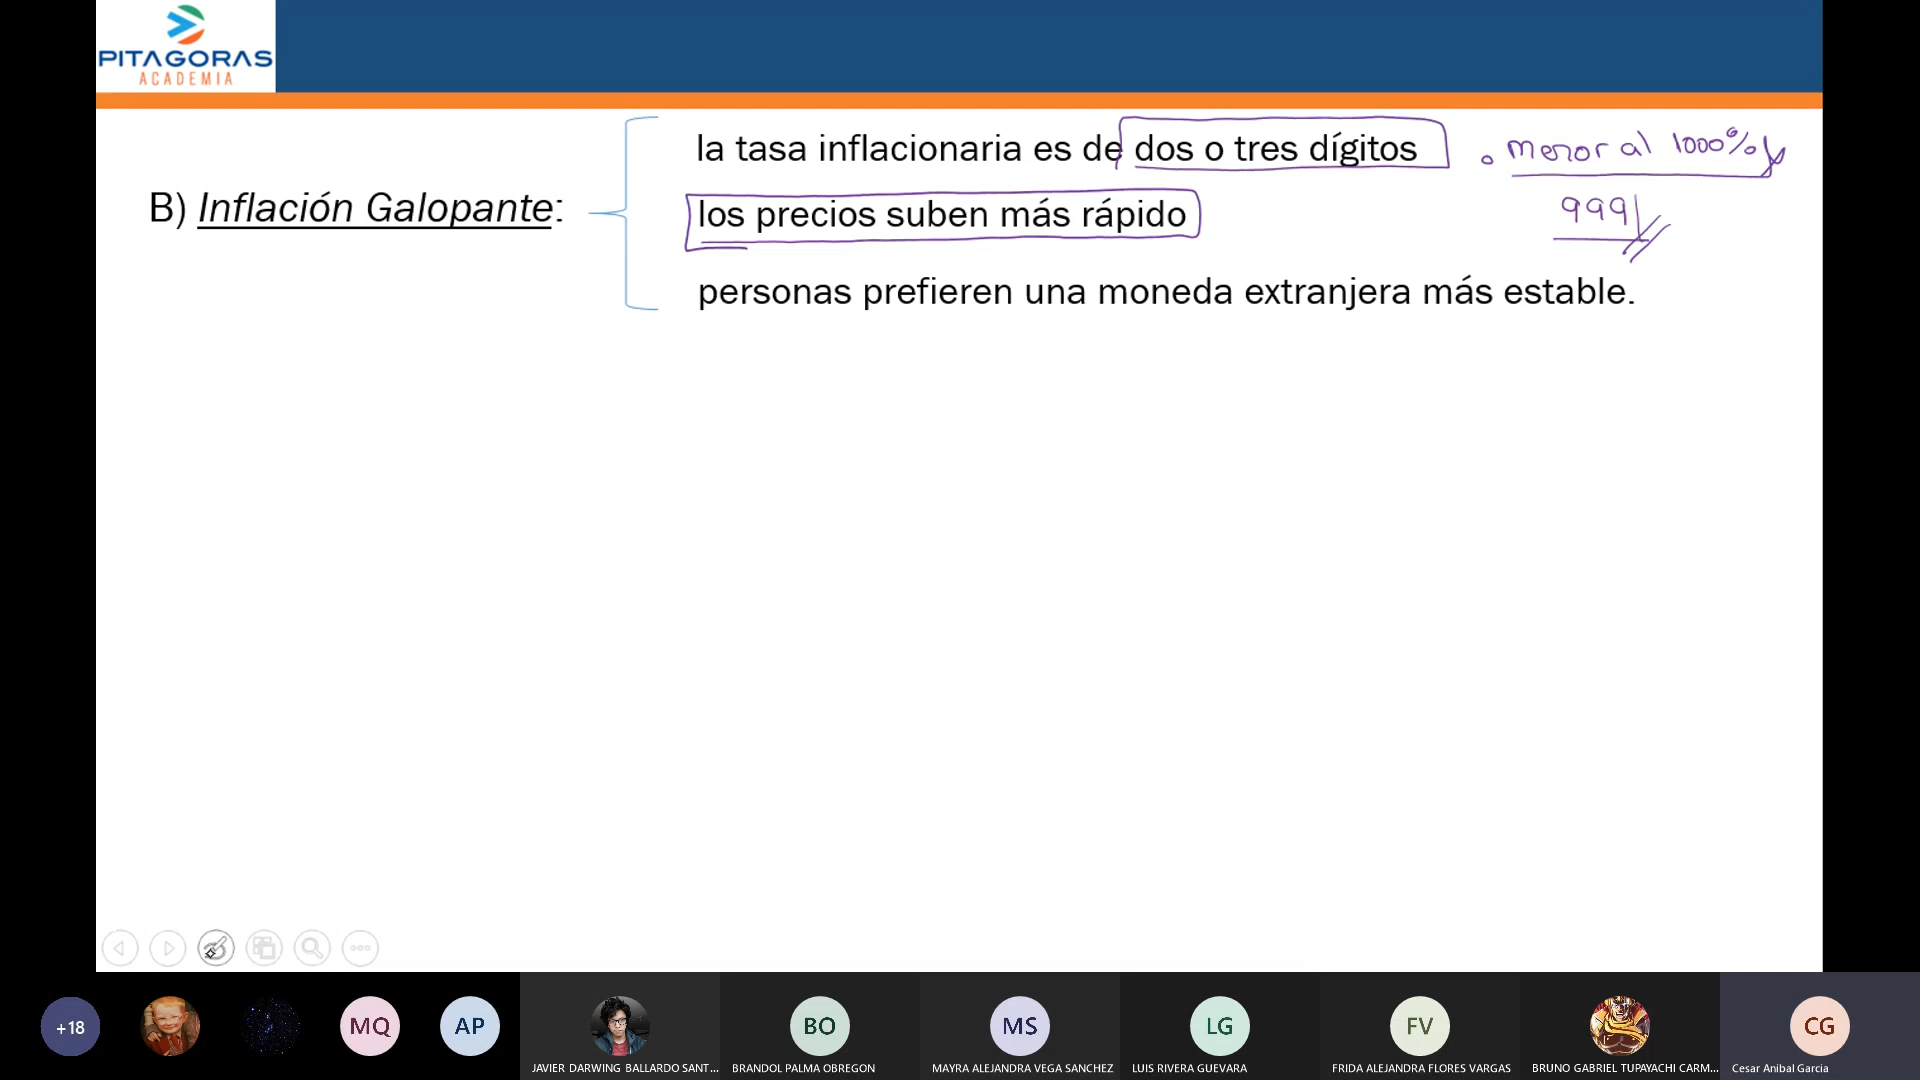 PITAGORAS
ACADEMIA
la tasa inflacionaria es de dos o tres dígitos
menor al 1000%
B) Inflación Galopante:
los precios suben más rápido
999
personas prefieren una moneda extranjera más estable.
+18
MQ
AP
BO
MS
LG
FV
CG
JAVIER DARWING BALLARDO SANT...
BRANDOL PALMA OBREGON
MAYRA ALEJANDRA VEGA SANCHEZ
LUIS RIVERA GUEVARA
FRIDA ALEJANDRA FLORES VARGAS
BRUNO GABRIEL TUPAYACHI CARM...
Cesar Anibal Garcia